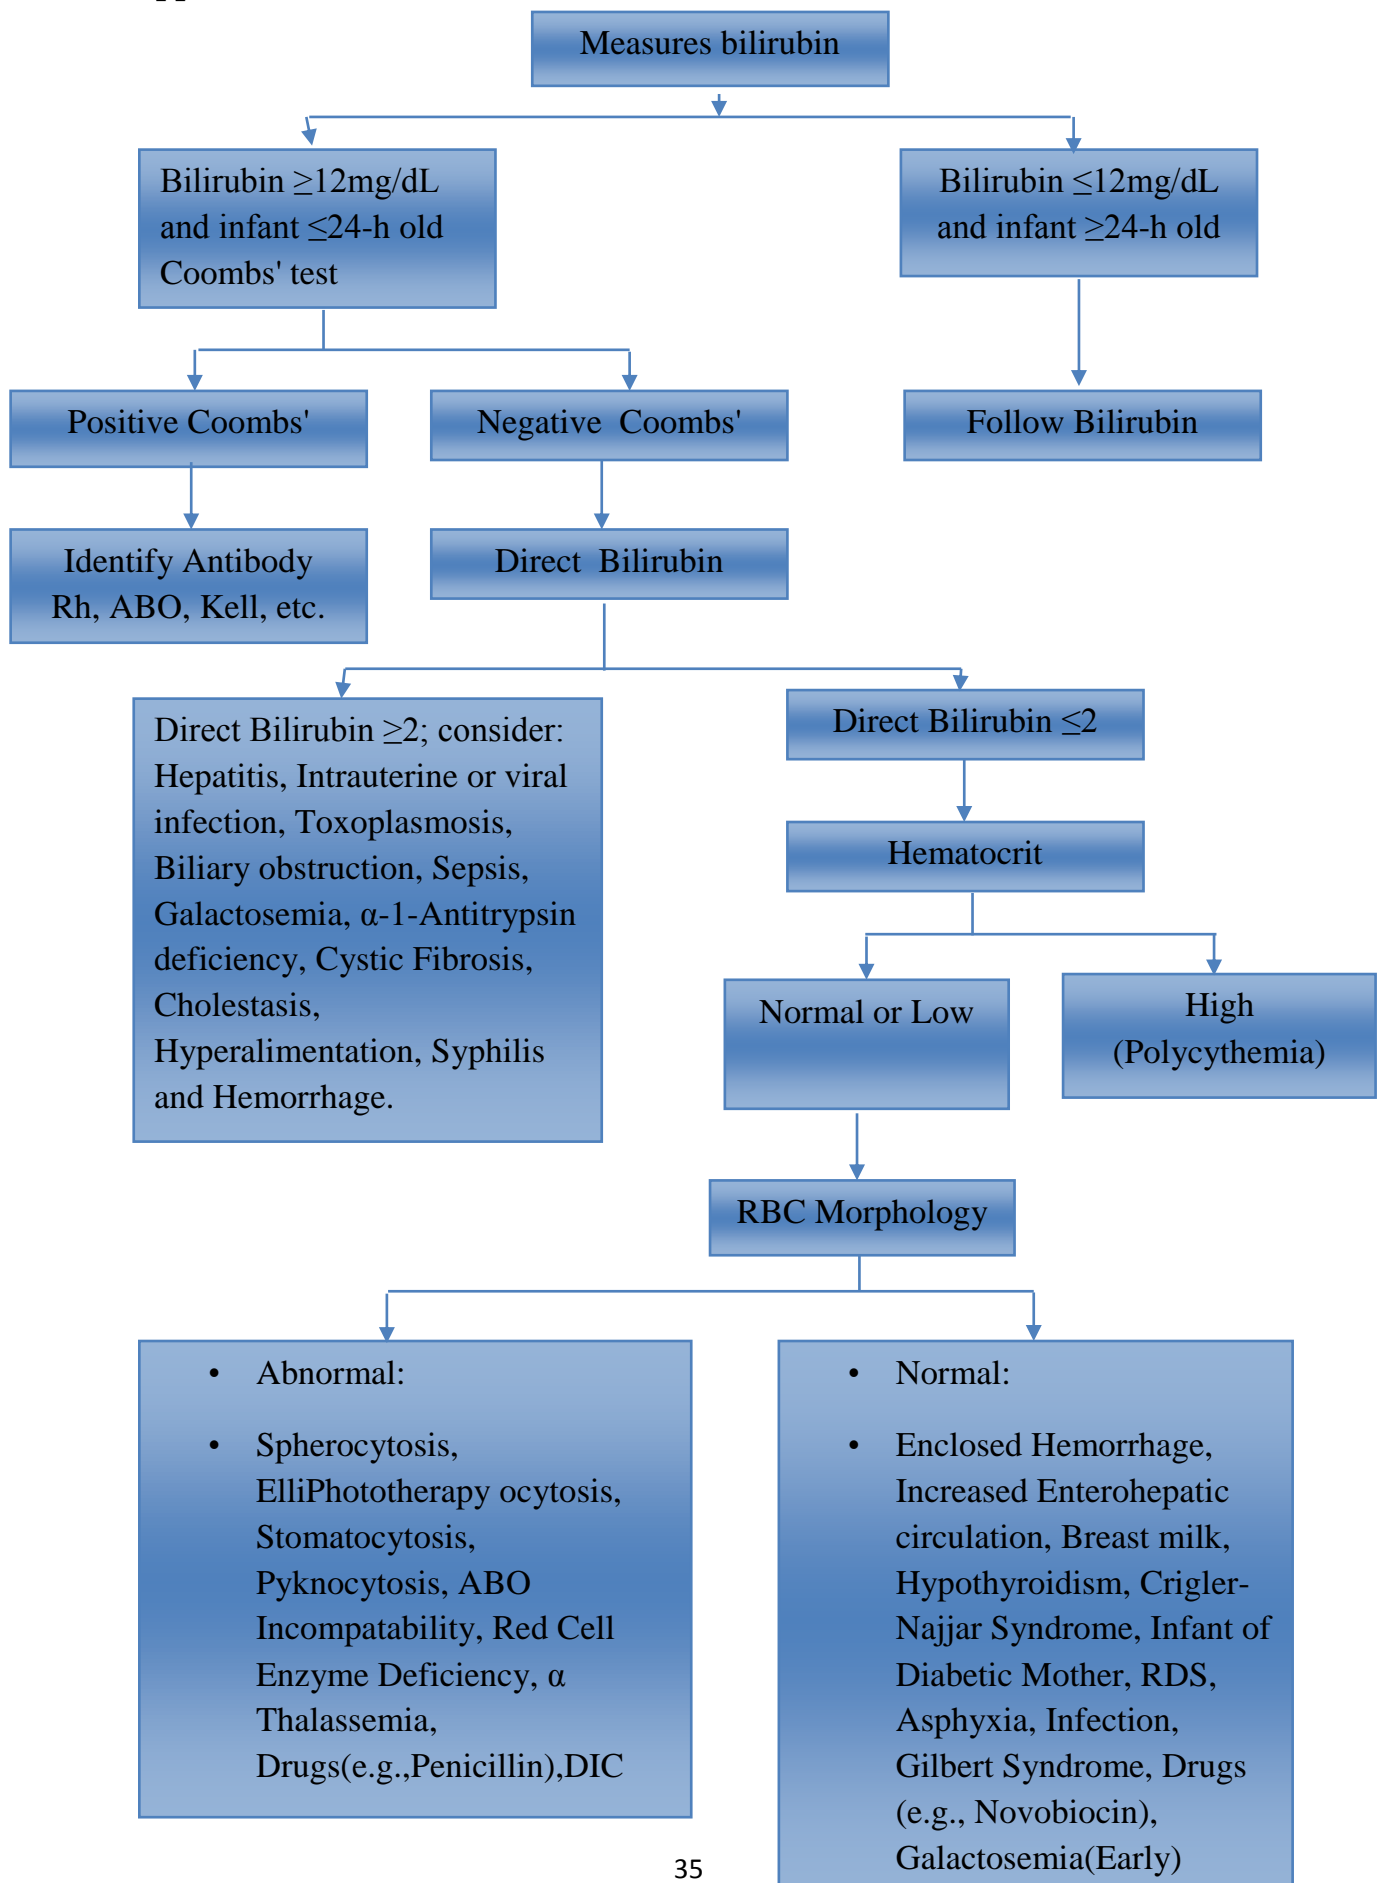 Measures bilirubin
Bilirubin ≥12mg/dL
and infant ≤24-h old
Coombs' test
Bilirubin ≤12mg/dL
and infant ≥24-h old
Positive Coombs'
Negative  Coombs'
Follow Bilirubin
Identify Antibody
Rh, ABO, Kell, etc.
Direct  Bilirubin
Direct Bilirubin ≥2; consider:
Hepatitis, Intrauterine or viral
infection, Toxoplasmosis,
Biliary obstruction, Sepsis,
Galactosemia, α-1-Antitrypsin
deficiency, Cystic Fibrosis,
Cholestasis,
Hyperalimentation, Syphilis
and Hemorrhage.
Direct Bilirubin ≤2
Hematocrit
Normal or Low
High
(Polycythemia)
RBC Morphology
• Abnormal:
• Spherocytosis,
ElliPhototherapy ocytosis,
Stomatocytosis,
Pyknocytosis, ABO
Incompatability, Red Cell
Enzyme Deficiency, α
Thalassemia,
Drugs(e.g.,Penicillin),DIC
• Normal:
• Enclosed Hemorrhage,
Increased Enterohepatic
circulation, Breast milk,
Hypothyroidism, Crigler-
Najjar Syndrome, Infant of
Diabetic Mother, RDS,
Asphyxia, Infection,
Gilbert Syndrome, Drugs
(e.g., Novobiocin),
Galactosemia(Early)
35